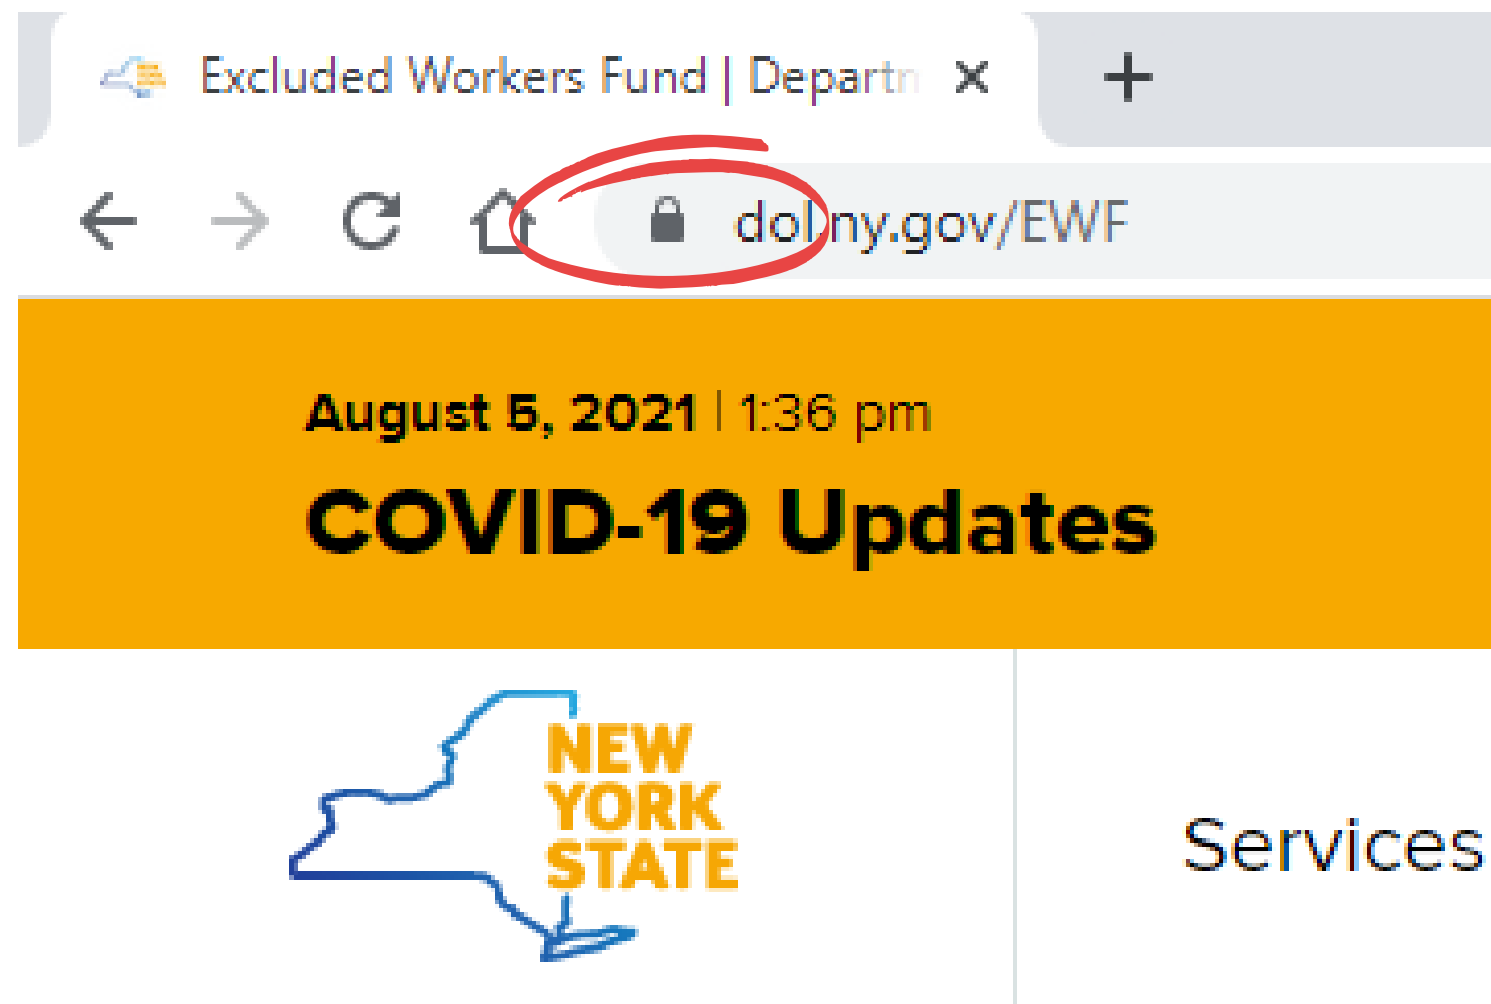 Excluded Workers Fund | Departm
dol.ny.gov/EWF
August 5, 2021 | 1:36 pm
COVID-19 Updates
NEW
YORK
STATE
Services